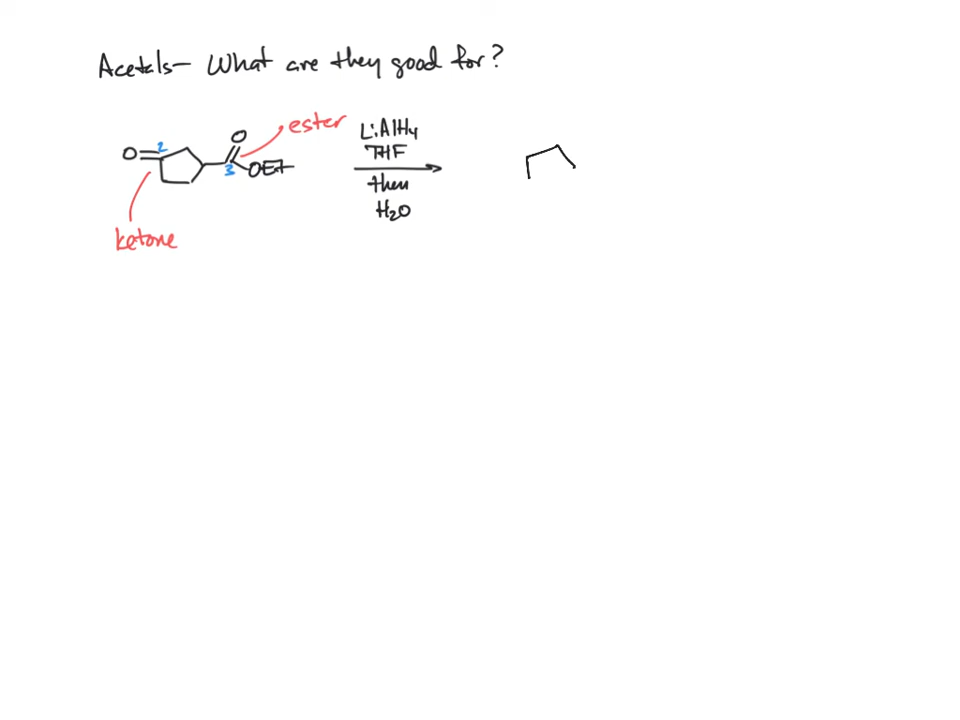 Acetals— What are they good for?
ester
O
O 2
3 OEt
ketone
LiAlH4
THF
then
H2O